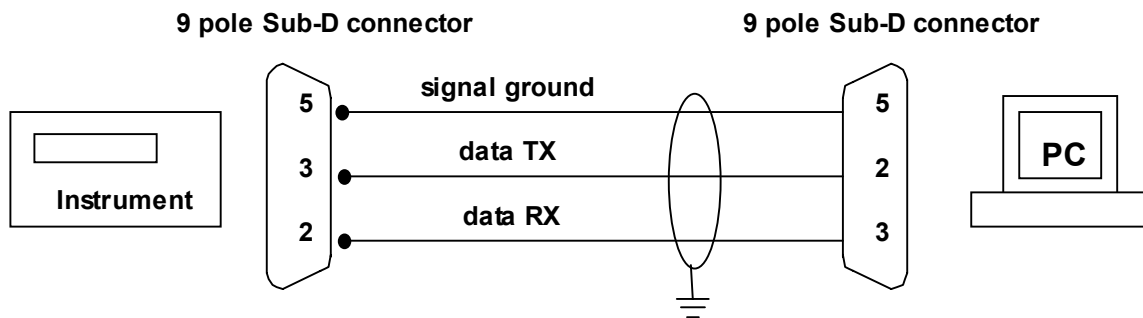 9 pole Sub-D connector
9 pole Sub-D connector
5
signal ground
5
3
data TX
2
PC
Instrument
2
data RX
3